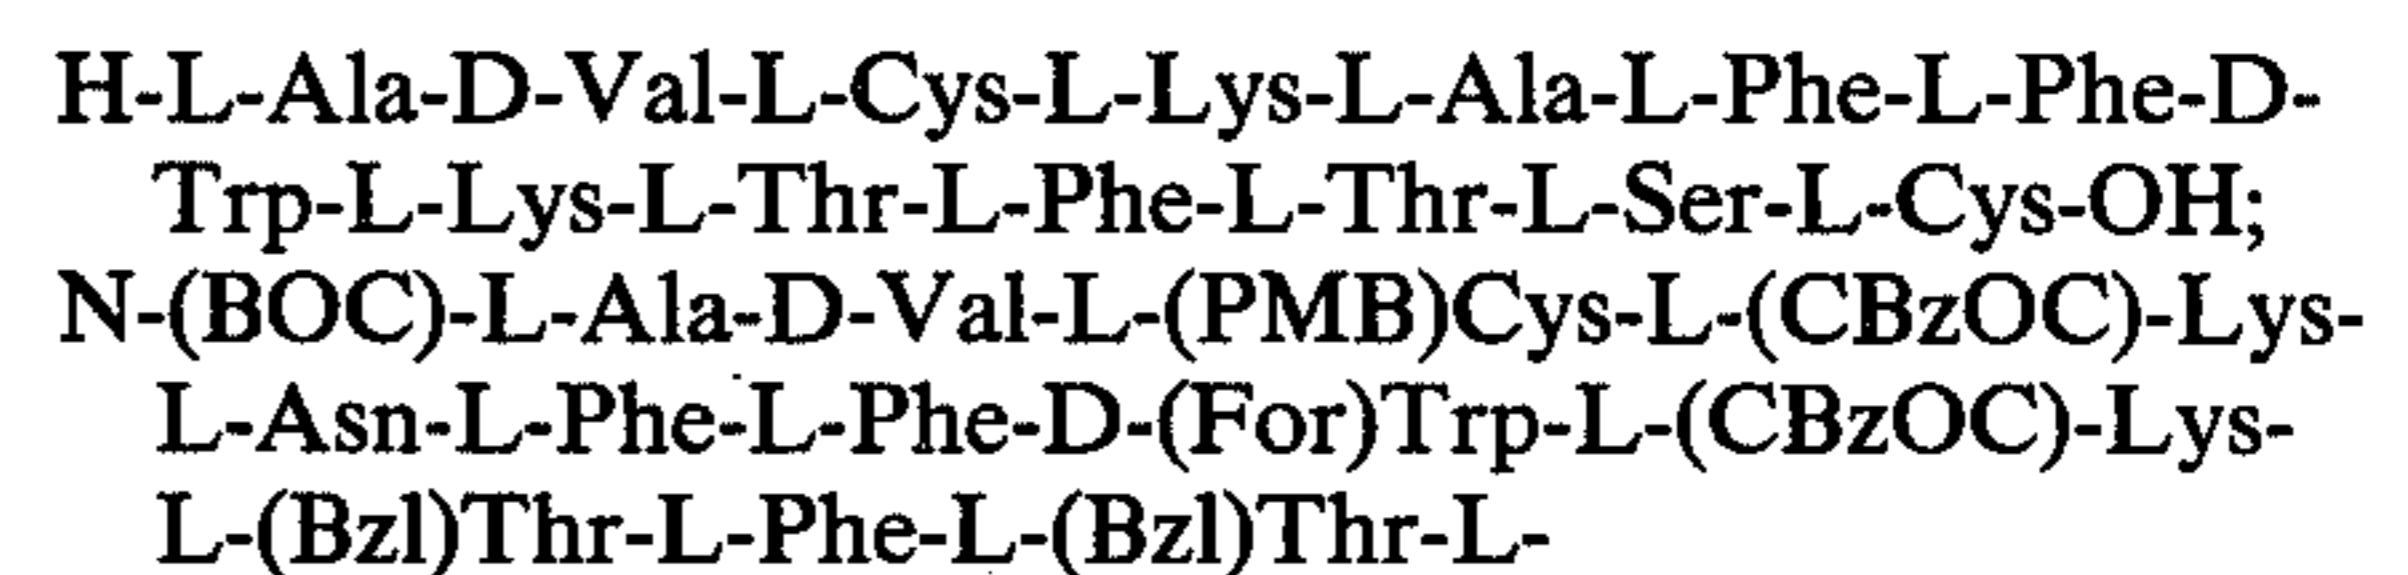 H-L-Ala-D-Val-L-Cys-L-Lys-L-Ala-L-Phe-L-Phe-D-
Trp-L-Lys-L-Thr-L-Phe-L-Thr-L-Ser-L-Cys-OH;
N-(BOC)-L-Ala-D-Val-L-(PMB)Cys-L-(CBzOC)-Lys-
L-Asn-L-Phe-L-Phe-D-(For)Trp-L-(CBzOC)-Lys-
L-(Bzl)Thr-L-Phe-L-(Bzl)Thr-L-